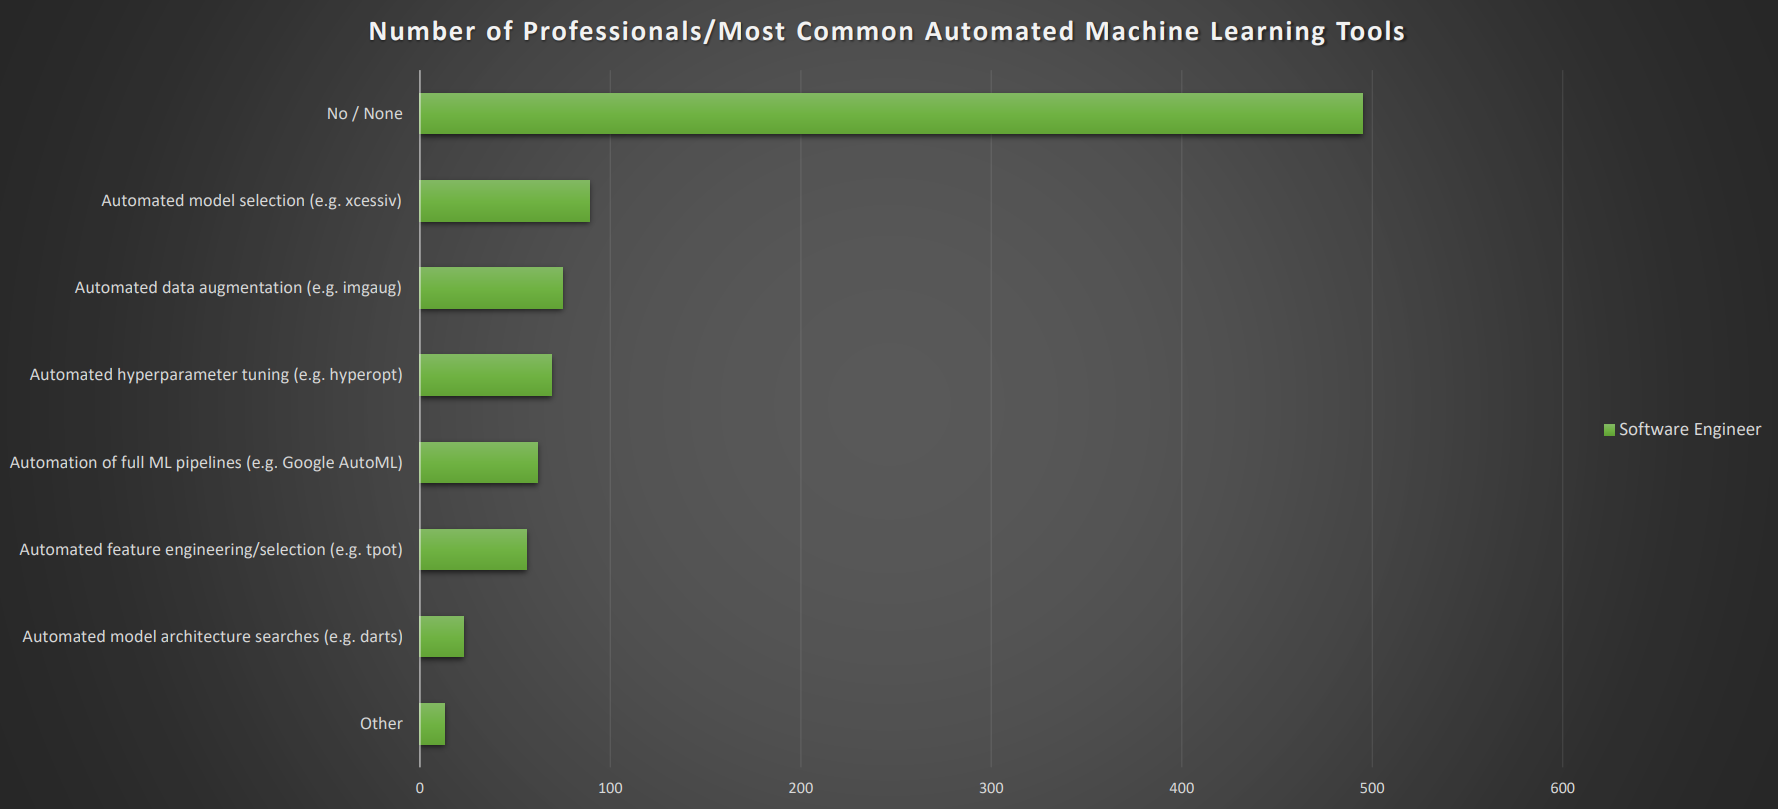 Number of Professionals/Most Common Automated Machine Learning Tools
No / None
Automated model selection (e.g. xcessiv)
Automated data augmentation (e.g. imgaug)
Automated hyperparameter tuning (e.g. hyperopt)
Automation of full ML pipelines (e.g. Google AutoML)
Automated feature engineering/selection (e.g. tpot)
Automated model architecture searches (e.g. darts)
Other
0 100 200 300 400 500 600
Software Engineer